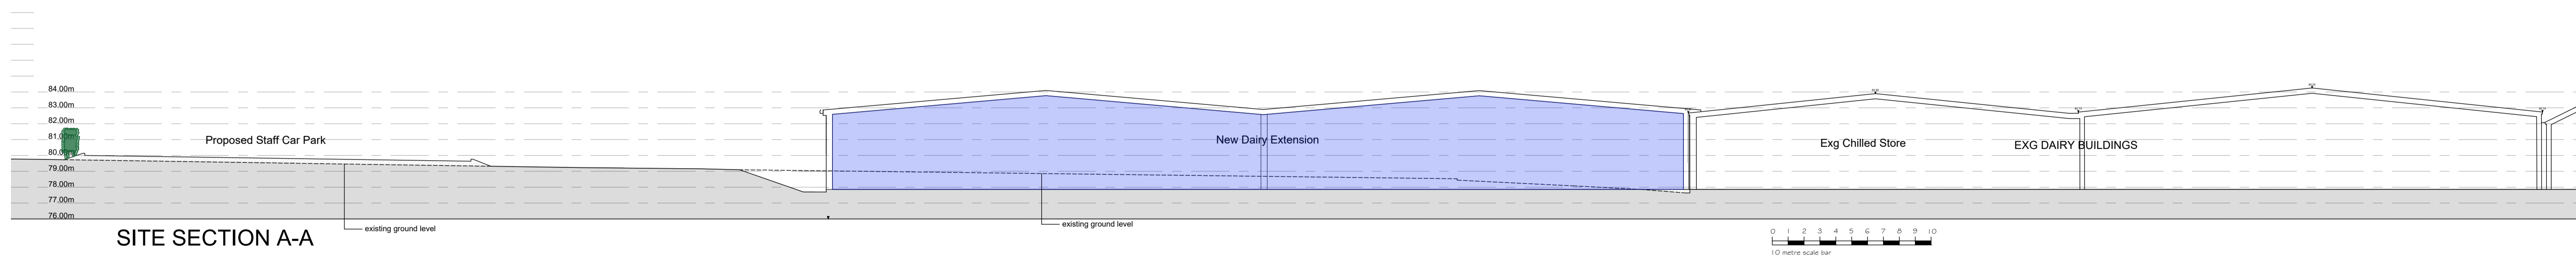 84.00m
83.00m
82.00m
81.00m
80.00m
79.00m
78.00m
77.00m
76.00m
Proposed Staff Car Park
New Dairy Extension
Exg Chilled Store
EXG DAIRY BUILDINGS
existing ground level
existing ground level
SITE SECTION A-A
0 1 2 3 4 5 6 7 8 9 10
10 metre scale bar